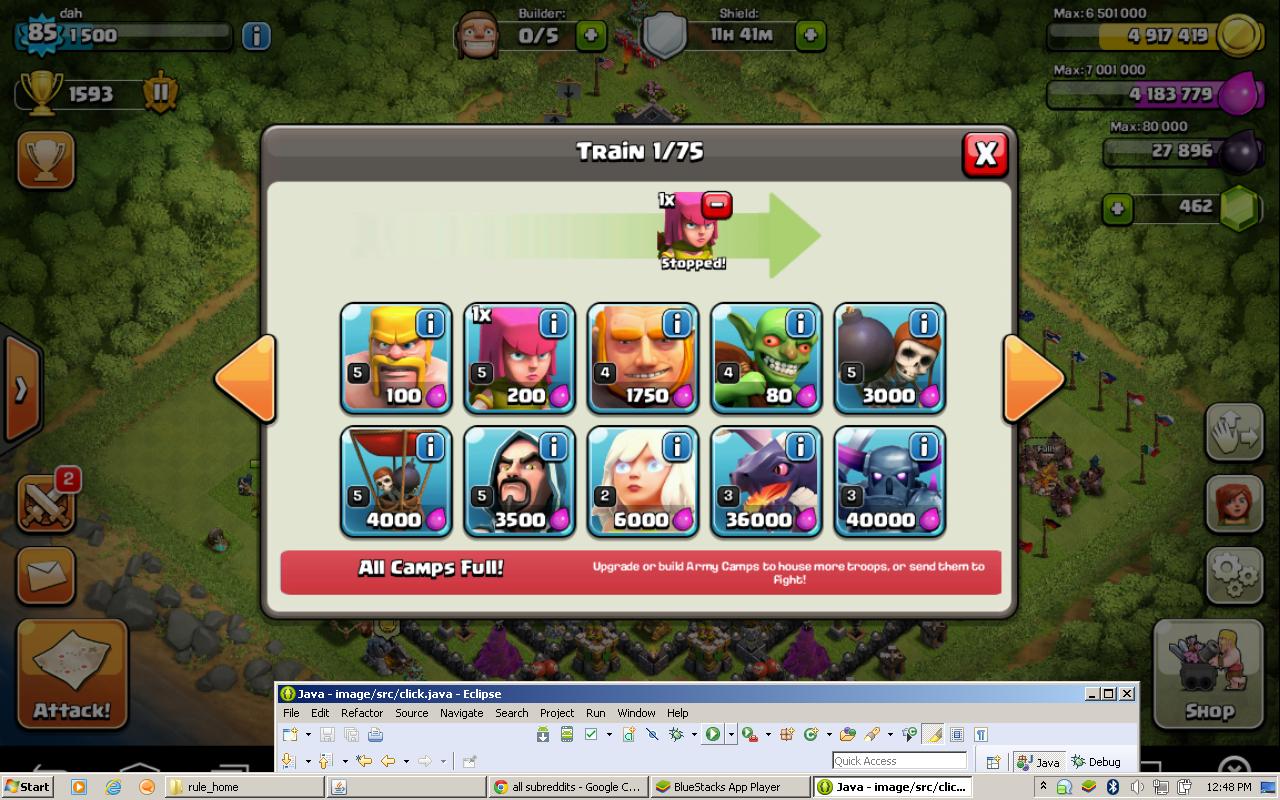 dah
85 1500
Builder:
0/5
Shield:
11h 41m
Max: 6 501 000
4 917 419
1593
II
Max: 7 001 000
4 183 779
Max: 80 000
27 896
462
Train 1/75
X
1x
Stopped!
5 100
1x 5 200
4 1750
4 80
5 3000
5 4000
5 3500
2 6000
3 36000
3 40000
All Camps Full!
Upgrade or build Army Camps to house more troops, or send them to
fight!
Full!
2
Attack!
Shop
Java - image/src/click.java - Eclipse
File Edit Refactor Source Navigate Search Project Run Window Help
Quick Access
Java Debug
Start
rule_home
all subreddits - Google C...
BlueStacks App Player
Java - image/src/clic...
12:48 PM